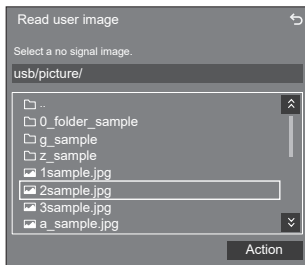 Read user image
Select a no signal image.
usb/picture/
..
0_folder_sample
g_sample
z_sample
1sample.jpg
2sample.jpg
3sample.jpg
a_sample.jpg
Action